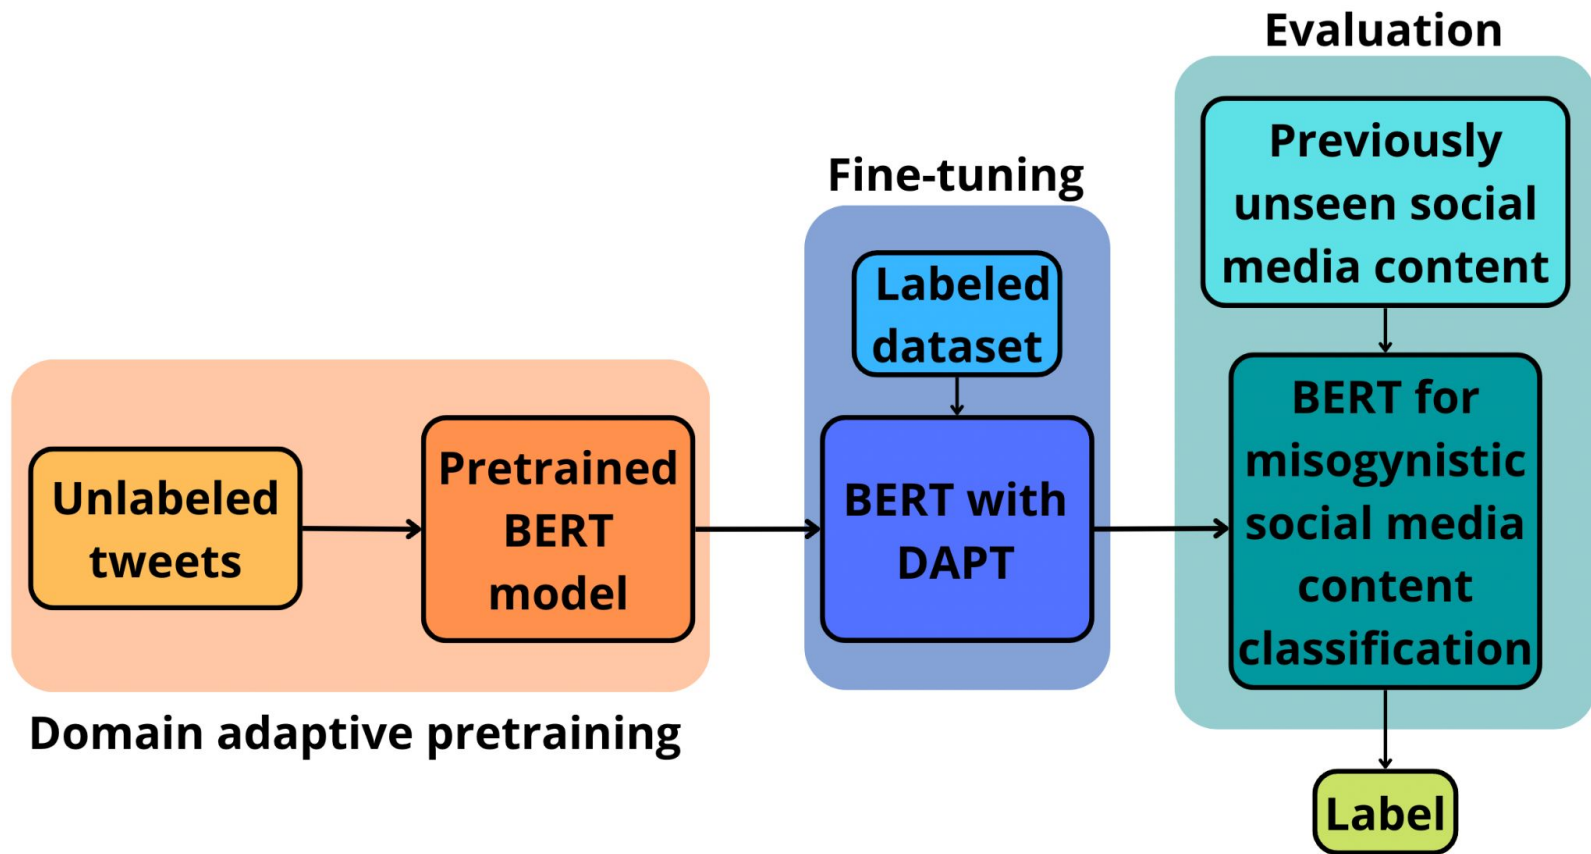 Evaluation
Previously
unseen social
media content
Fine-tuning
Labeled
dataset
BERT for
misogynistic
social media
content
classification
Pretrained
BERT
model
Unlabeled
tweets
BERT with
DAPT
Domain adaptive pretraining
Label